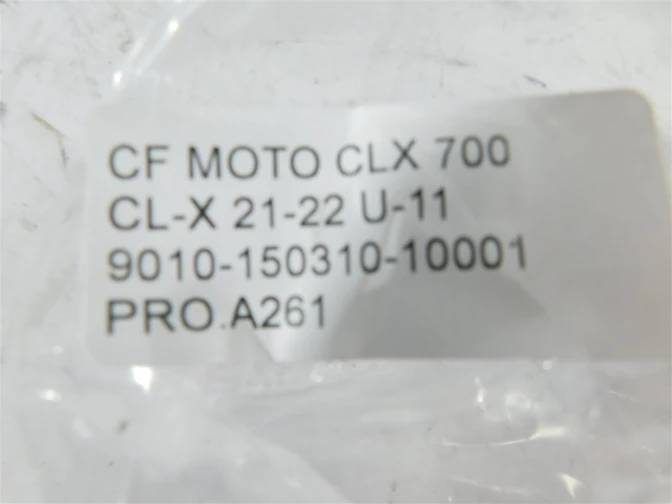 CF MOTO CLX 700
CL-X 21-22 U-11
9010-150310-10001
PRO.A261